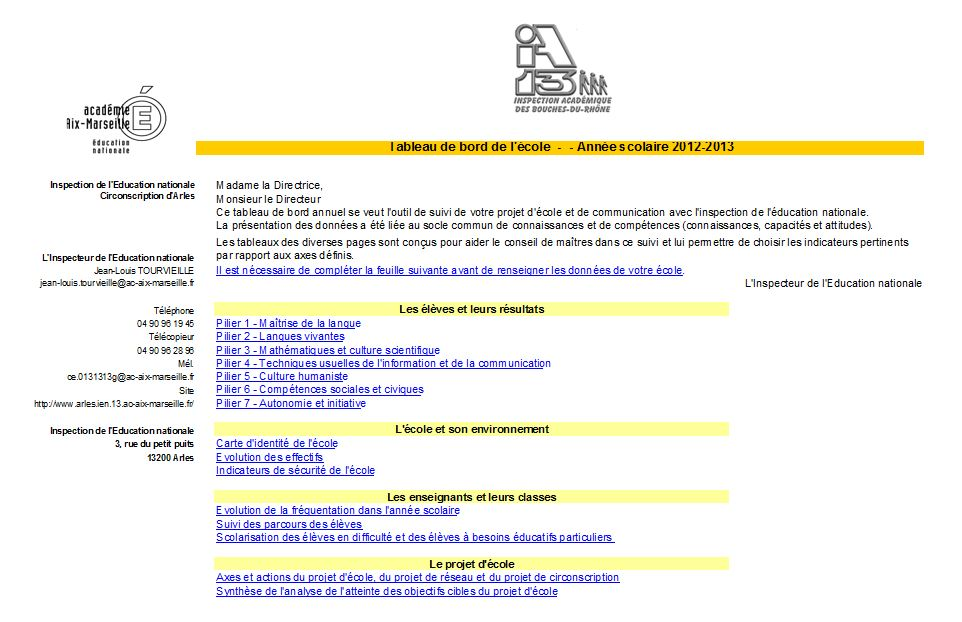 iA
13
INSPECTION ACADÉMIQUE
DES BOUCHES-DU-RHÔNE
académie
Aix-Marseille
É
éducation
nationale
Tableau de bord de l'école - - Année scolaire 2012-2013
Inspection de l'Education nationale
Circonscription d'Arles
Madame la Directrice,
Monsieur le Directeur
Ce tableau de bord annuel se veut l'outil de suivi de votre projet d'école et de communication avec l'inspection de l'éducation nationale.
La présentation des données a été liée au socle commun de connaissances et de compétences (connaissances, capacités et attitudes).
Les tableaux des diverses pages sont conçus pour aider le conseil de maîtres dans ce suivi et lui permettre de choisir les indicateurs pertinents
par rapport aux axes définis.
Il est nécessaire de compléter la feuille suivante avant de renseigner les données de votre école.
L'Inspecteur de l'Education nationale
L'Inspecteur de l'Education nationale
Jean-Louis TOURVIEILLE
jean-louis.tourvieille@ac-aix-marseille.fr
Téléphone
04 90 96 19 45
Télécopieur
04 90 96 28 96
Mél.
ce.0131313g@ac-aix-marseille.fr
Site
http://www.arles.ien.13.ac-aix-marseille.fr/
Inspection de l'Education nationale
3, rue du petit puits
13200 Arles
Les élèves et leurs résultats
Pilier 1 - Maîtrise de la langue
Pilier 2 - Langues vivantes
Pilier 3 - Mathématiques et culture scientifique
Pilier 4 - Techniques usuelles de l'information et de la communication
Pilier 5 - Culture humaniste
Pilier 6 - Compétences sociales et civiques
Pilier 7 - Autonomie et initiative
L'école et son environnement
Carte d'identité de l'école
Evolution des effectifs
Indicateurs de sécurité de l'école
Les enseignants et leurs classes
Evolution de la fréquentation dans l'année scolaire
Suivi des parcours des élèves
Scolarisation des élèves en difficulté et des élèves à besoins éducatifs particuliers
Le projet d'école
Axes et actions du projet d'école, du projet de réseau et du projet de circonscription
Synthèse de l'analyse de l'atteinte des objectifs cibles du projet d'école